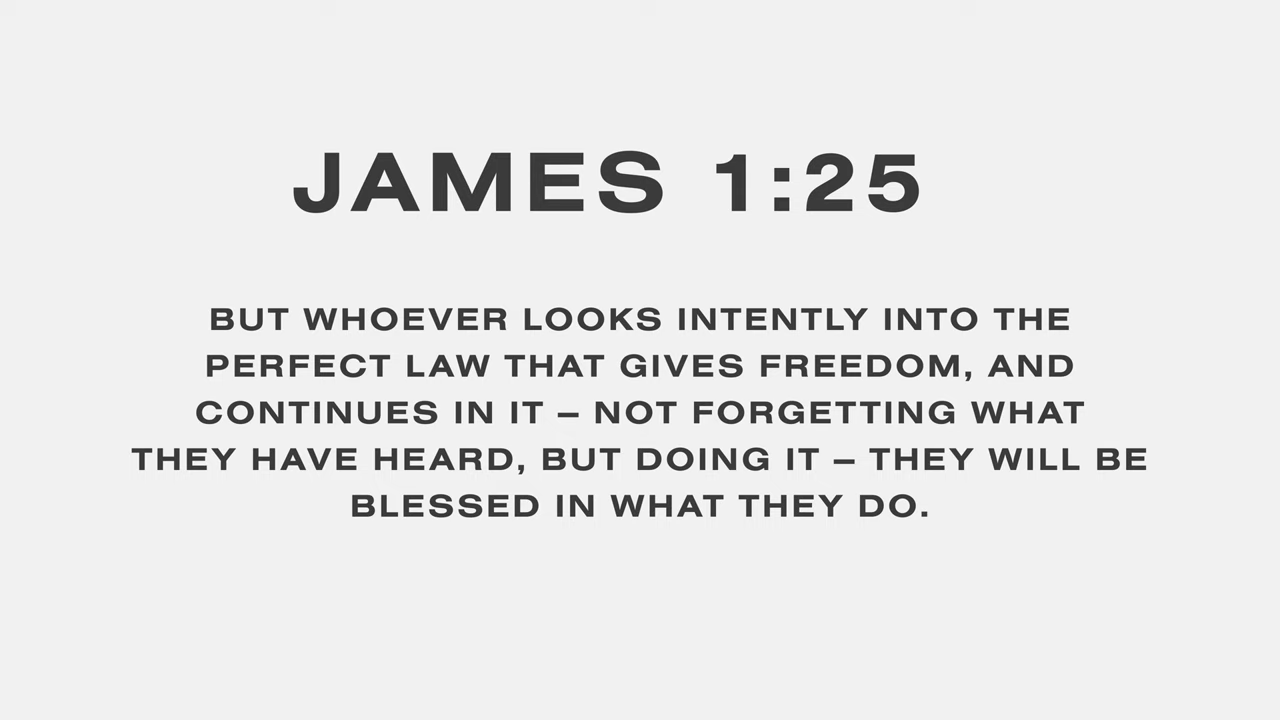 JAMES 1:25
BUT WHOEVER LOOKS INTENTLY INTO THE
PERFECT LAW THAT GIVES FREEDOM, AND
CONTINUES IN IT – NOT FORGETTING WHAT
THEY HAVE HEARD, BUT DOING IT – THEY WILL BE
BLESSED IN WHAT THEY DO.